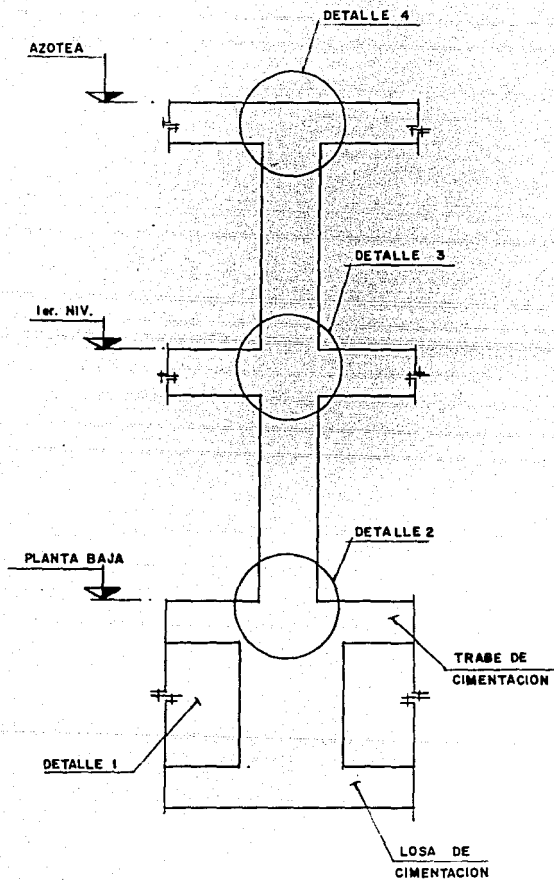 DETALLE 4
AZOTEA
DETALLE 3
1er. NIV.
DETALLE 2
PLANTA BAJA
TRABE DE
CIMENTACION
DETALLE 1
LOSA DE
CIMENTACION